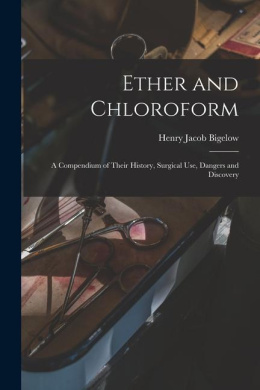 Ether and
Chloroform
Henry Jacob Bigelow
A Compendium of Their History, Surgical Use, Dangers and
Discovery